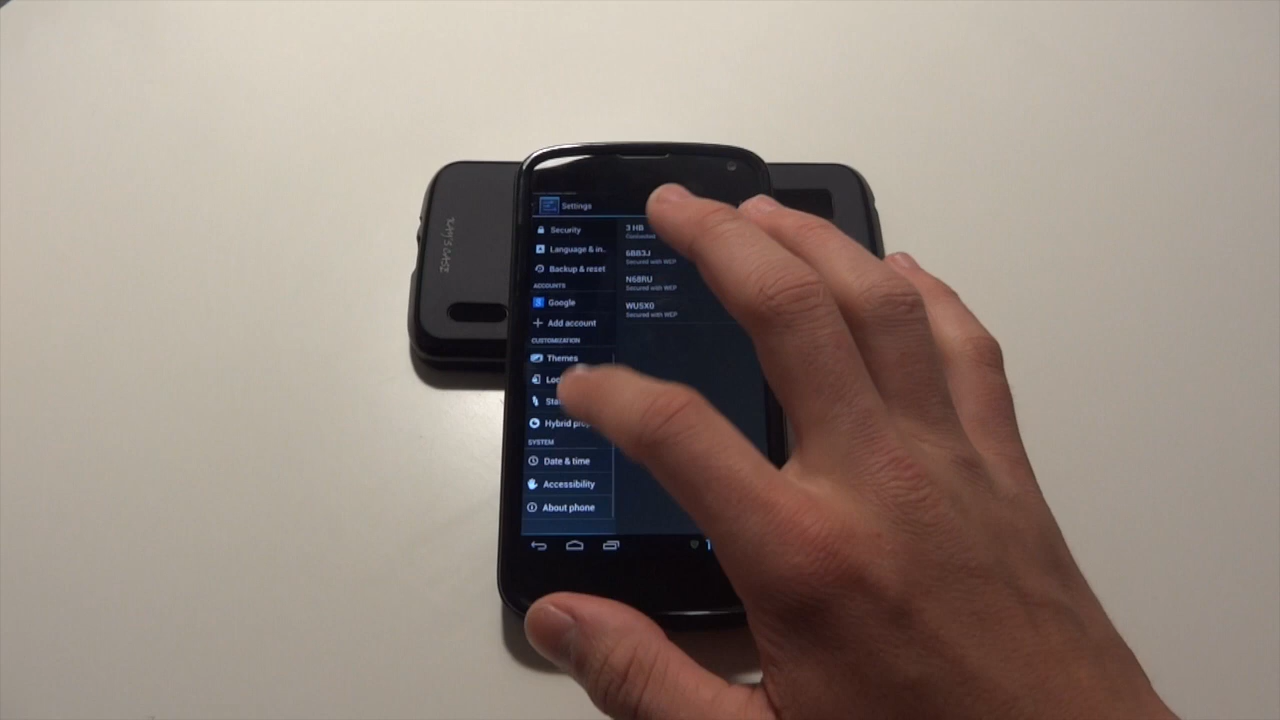 Settings
Security
Language & in..
Backup & reset
ACCOUNTS
Google
Add account
CUSTOMIZATION
Themes
Hybrid
SYSTEM
Date & time
Accessibility
About phone
3 HB
Connected
6BB3J
Secured with WEP
N68RU
Secured with WEP
WUSX0
Secured with WEP